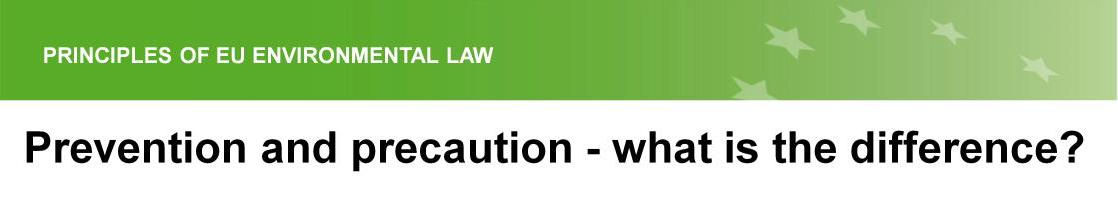 PRINCIPLES OF EU ENVIRONMENTAL LAW
Prevention and precaution - what is the difference?